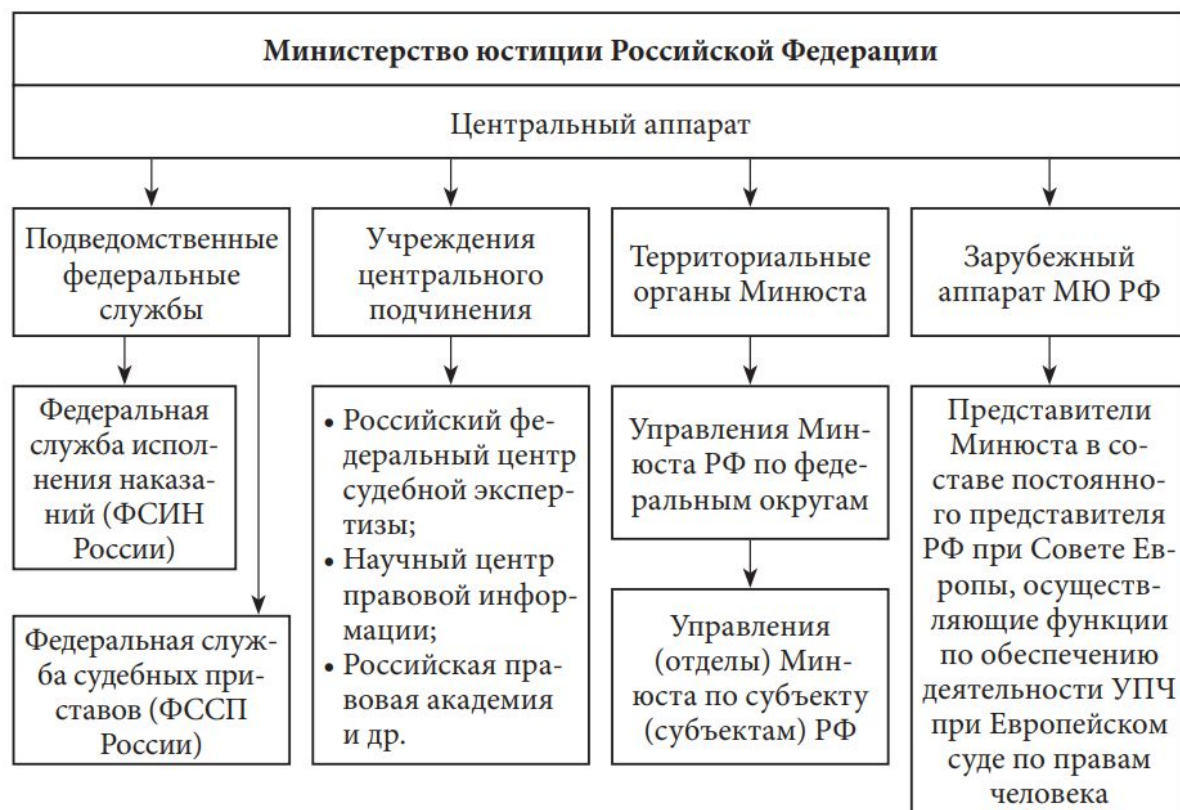 Министерство юстиции Российской Федерации
Центральный аппарат
Подведомственные
федеральные
службы
Федеральная
служба испол-
нения наказа-
ний (ФСИН
России)
Федеральная служ-
ба судебных при-
ставов (ФССП
России)
Учреждения
центрального
подчинения
• Российский фе-
деральный центр
судебной экспер-
тизы;
• Научный центр
правовой инфор-
мации;
• Российская пра-
вовая академия
и др.
Территориальные
органы Минюста
Управления Мин-
юста РФ по феде-
ральным округам
Управления
(отделы) Мин-
юста по субъекту
(субъектам) РФ
Зарубежный
аппарат МЮ РФ
Представители
Минюста в со-
ставе постоянно-
го представителя
РФ при Совете Ев-
ропы, осуществ-
ляющие функции
по обеспечению
деятельности УПЧ
при Европейском
суде по правам
человека